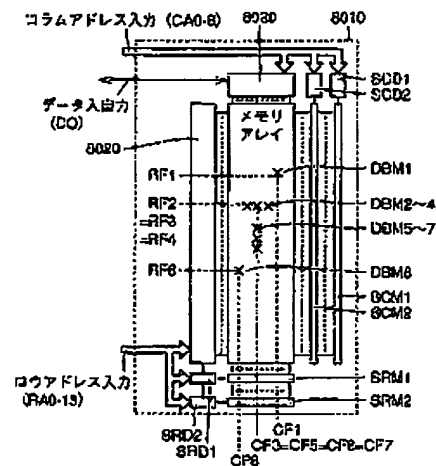 コラムアドレス入力 (CA0-8)
8030
8010
SCD1
SCD2
データ入出力
(DQ)
メモリ
アレイ
8020
RF1
DBM1
RF2
DBM2~4
=RF3
=RF4
DBM5~7
RF8
DBM8
SCM1
SCM2
ロウアドレス入力
(RA0-13)
SRM1
SRM2
CF1
SRD2
SRD1
CF8
CF3=CF5=CF6=CF7